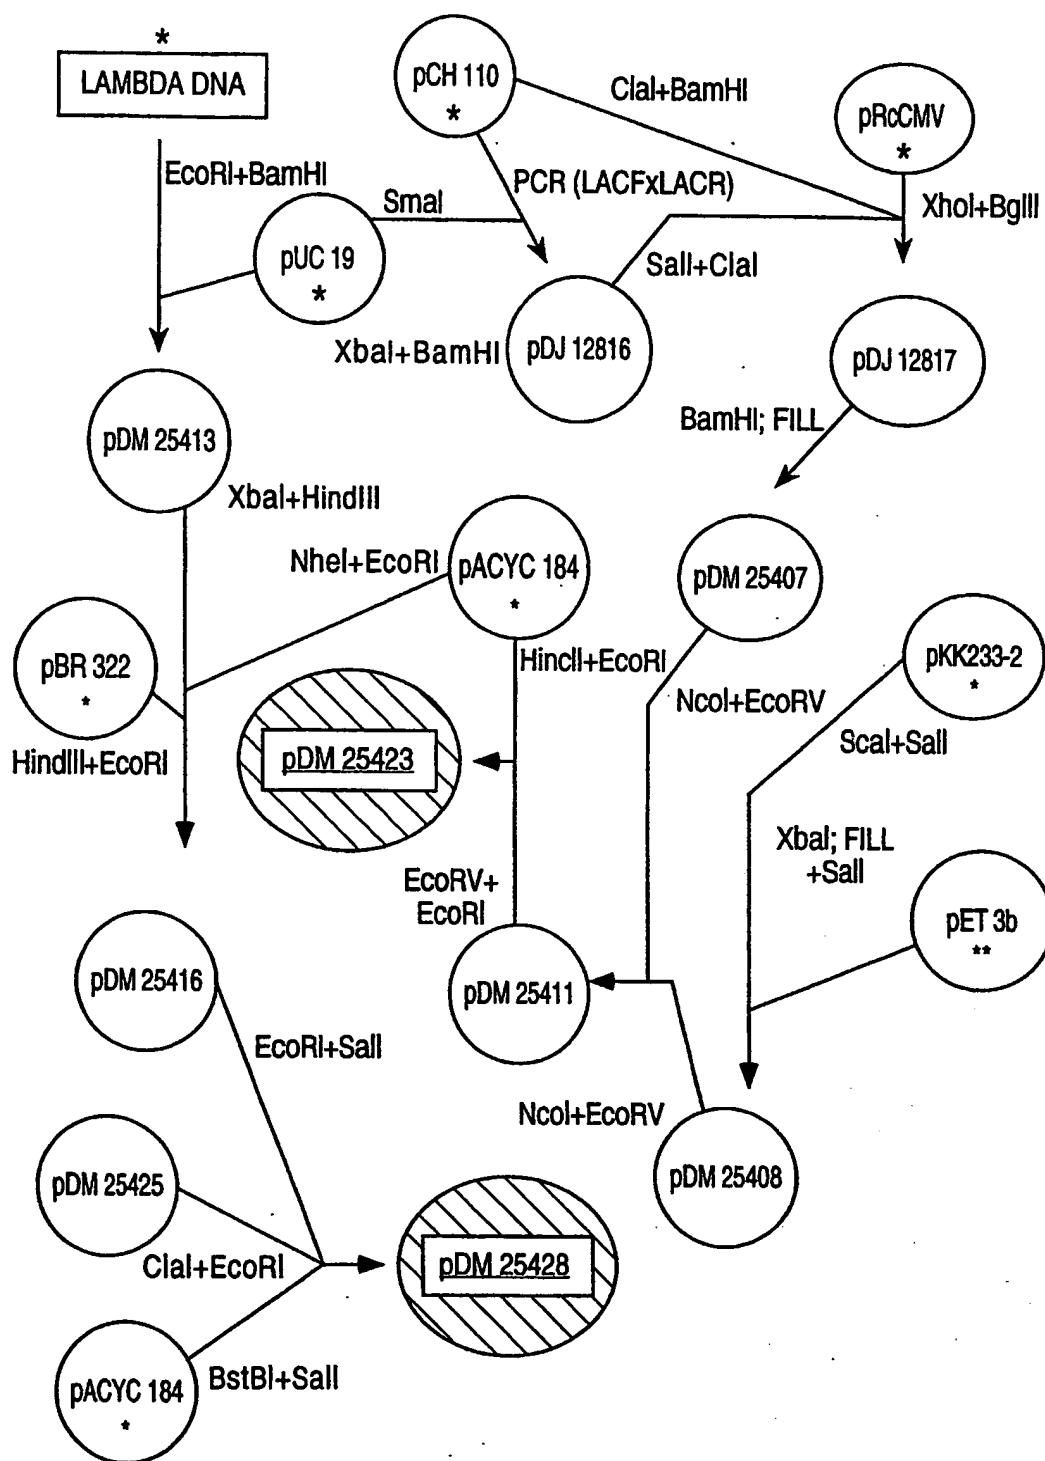 *
LAMBDA DNA
pCH 110
*
ClaI+BamHI
pRcCMV
*
EcoRI+BamHI
SmaI
PCR (LACFxLACR)
XhoI+BglII
pUC 19
*
SalI+ClaI
XbaI+BamHI
pDJ 12816
pDJ 12817
BamHI; FILL
pDM 25413
XbaI+HindIII
NheI+EcoRI
pACYC 184
*
pDM 25407
pBR 322
*
HincII+EcoRI
pKK233-2
*
NcoI+EcoRV
HindIII+EcoRI
pDM 25423
ScaI+SalI
XbaI; FILL
+SalI
EcoRV+
EcoRI
pET 3b
**
pDM 25416
pDM 25411
EcoRI+SalI
NcoI+EcoRV
pDM 25408
pDM 25425
ClaI+EcoRI
pDM 25428
BstBI+SalI
pACYC 184
*